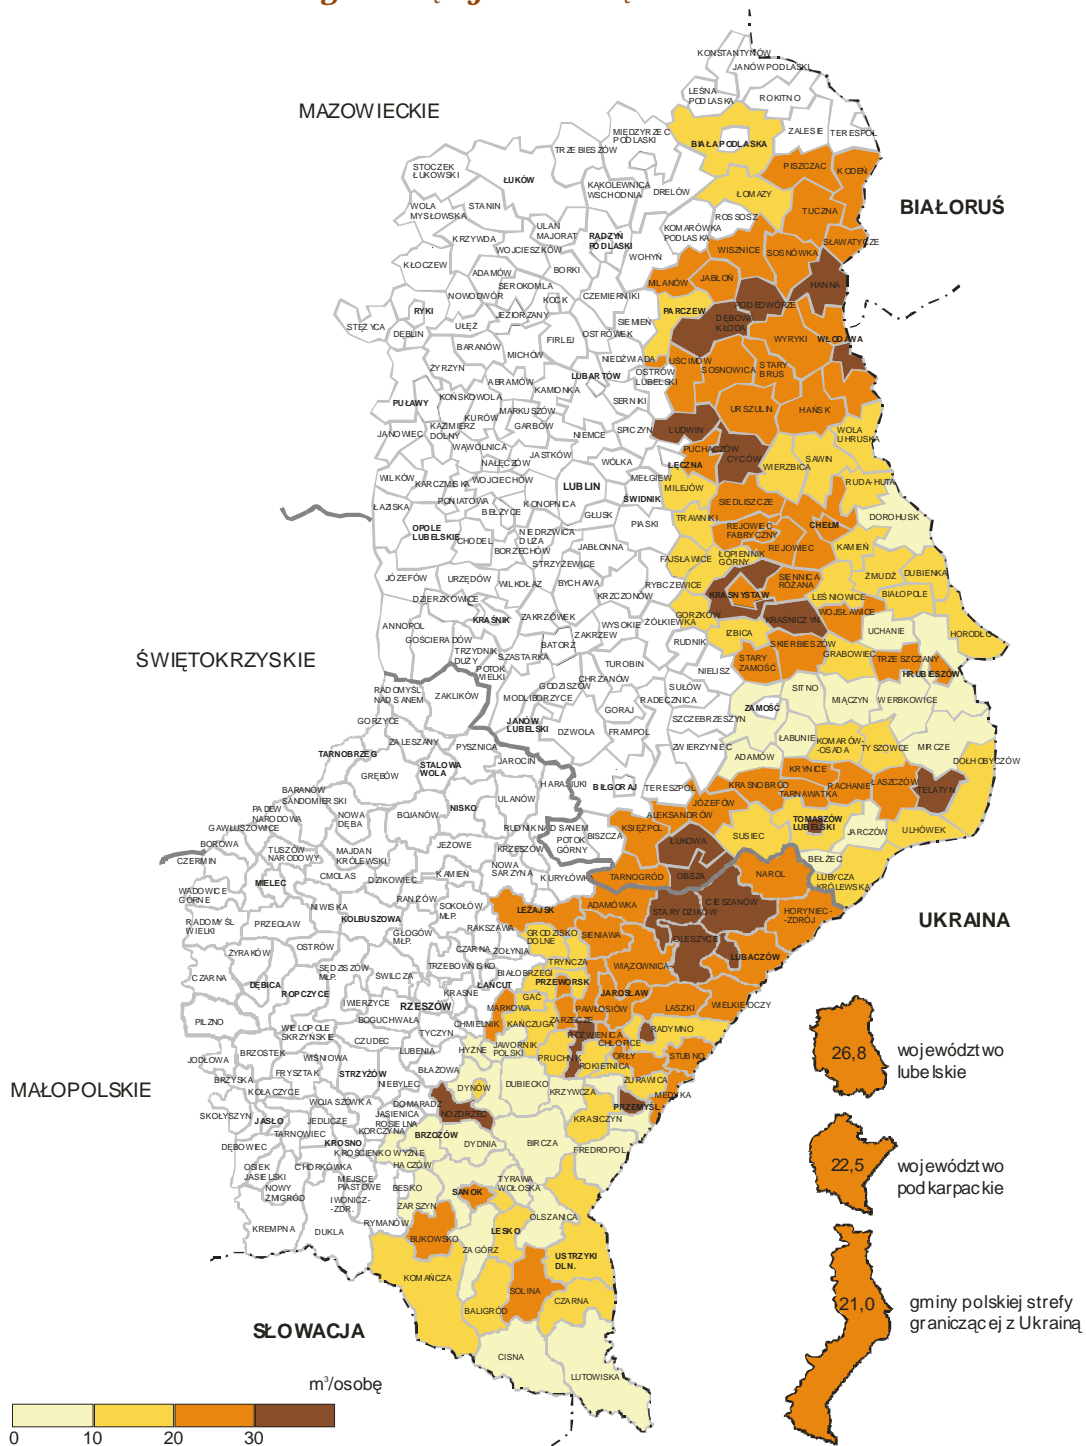 KONSTANTYNÓW
JANÓW PODLASKI
LEŚNA
PODLASKA
ROKITNO
MAZOWIECKIE
ZALESIE
TERESPOL
MIĘDZYRZEC
PODLASKI
BIAŁA PODLASKA
TRZEBIESZÓW
STOCZEK
ŁUKOWSKI
ŁUKÓW
PISZCZAC
KODEŃ
KĄKOLEWNICA
WSCHODNIA
DRELÓW
ŁOMAZY
WOLA
MYSŁOWSKA
STANIN
TUCZNA
BIAŁORUŚ
ROSSOSZ
ULAN
MAJORAT
KOMARÓWKA
PODLASKA
RADZYŃ
PODLASKI
KRZYWDA
WOJCIESZKÓW
WOHYŃ
WISZNICE
SOSNÓWKA
SŁAWATYCZE
KŁOCZEW
ADAMÓW
BORKI
MILANÓW
JABŁOŃ
HANNA
SEROKOMLA
NOWODWÓR
KOCK
CZEMIERNIKI
PODEDWÓRZE
RYKI
JEZIORZANY
SIEMIEŃ
PARCZEW
DĘBOWA
KŁODA
STĘŻYCA
DĘBLIN
UŁĘŻ
OSTRÓWEK
FIRLEJ
WYRYKI
WŁODAWA
BARANÓW
MICHÓW
NIEDŹWIADA
UŚCIMÓW
SOSNOWICA
STARY
BRUS
ŻYRZYN
ABRAMÓW
LUBARTÓW
OSTRÓW
LUBELSKI
KAMIONKA
PUŁAWY
KOŃSKOWOLA
SERNIKI
MARKUSZÓW
URSZULIN
HAŃSK
KURÓW
GARBÓW
SPICZYN
LUDWIN
WOLA
UHRUSKA
JANOWIEC
KAZIMIERZ
DOLNY
NIEMCE
PUCHACZÓW
WĄWOLNICA
JASTKÓW
CYCÓW
NAŁĘCZÓW
WÓLKA
ŁĘCZNA
WIERZBICA
SAWIN
WILKÓW
KARCZMISKA
WOJCIECHÓW
LUBLIN
MEŁGIEW
MILEJÓW
RUDA-HUTA
ŁAZISKA
PONIATOWA
BEŁŻYCE
KONOPNICA
ŚWIDNIK
SIEDLISZCZE
GŁUSK
PIASKI
TRAWNIKI
DOROHUSK
OPOLE
LUBELSKIE
CHODEL
NIEDRZWICA
DUŻA
REJOWIEC
FABRYCZNY
CHEŁM
BORZECHÓW
JABŁONNA
REJOWIEC
KAMIEŃ
STRZYŻEWICE
FAJSŁAWICE
ŁOPIENNIK
GÓRNY
JÓZEFÓW
URZĘDÓW
WILKOŁAZ
BYCHAWA
RYBCZEWICE
SIENNICA
RÓŻANA
ŻMUDŹ
DUBIENKA
DZIERZKOWICE
KRZCZONÓW
KRASNYSTAW
LEŚNIOWICE
BIAŁOPOLE
ANNOPOL
KRAŚNIK
ZAKRZÓWEK
WYSOKIE
ŻÓŁKIEWKA
GORZKÓW
KRAŚNICZYN
WOJSŁAWICE
GOŚCIERADÓW
ZAKRZEW
RUDNIK
IZBICA
UCHANIE
HORODŁO
ŚWIĘTOKRZYSKIE
TRZYDNIK
DUŻY
SZASTARKA
BATORZ
SKIERBIESZÓW
GRABOWIEC
TRZESZCZANY
POTOK
WIELKI
TUROBIN
NIELISZ
STARY
ZAMOŚĆ
HRUBIESZÓW
RADOMYŚL
NAD SANEM
ZAKLIKÓW
GODZISZÓW
CHRZANÓW
SUŁÓW
SITNO
MODLIBORZYCE
RADECZNICA
MIĄCZYN
WERBKOWICE
GORZYCE
JANÓW
LUBELSKI
GORAJ
SZCZEBRZESZYN
ZAMOŚĆ
DZWOLA
FRAMPOL
ŁABUNIE
TARNOBRZEG
ZALESZANY
PYSZNICA
ZWIERZYNIEC
ADAMÓW
KOMARÓW-
-OSADA
TYSZOWCE
MIRCZE
DOŁHOBYCZÓW
GRĘBÓW
STALOWA
WOLA
JAROCIN
KRYNICE
HARASIUKI
BIŁGORAJ
TERESZPOL
KRASNOBRÓD
TARNAWATKA
RACHANIE
ŁASZCZÓW
TELATYN
BARANÓW
SANDOMIERSKI
NISKO
ULANÓW
JÓZEFÓW
PADEW
NARODOWA
NOWA
DĘBA
BOJANÓW
ALEKSANDRÓW
TOMASZÓW
LUBELSKI
GAWŁUSZOWICE
RUDNIK NAD SANEM
BISZCZA
KSIĘŻPOL
SUSIEC
JARCZÓW
ULHÓWEK
BOROWA
POTOK
GÓRNY
ŁUKOWA
CZERMIN
TUSZÓW
NARODOWY
MAJDAN
KRÓLEWSKI
JEŻOWE
KRZESZÓW
BEŁŻEC
CMOLAS
DZIKOWIEC
KAMIEŃ
NOWA
SARZYNA
KURYŁÓWKA
TARNOGRÓD
OBSZA
NAROL
LUBYCZA
KRÓLEWSKA
WADOWICE
GÓRNE
MIELEC
NIWISKA
RANIŻÓW
SOKOŁÓW
MŁP.
LEŻAJSK
ADAMÓWKA
CIESZANÓW
RADOMYŚL
WIELKI
PRZECŁAW
KOLBUSZOWA
STARY DZIKÓW
HORYNIEC-
-ZDRÓJ
UKRAINA
GŁOGÓW
MŁP.
RAKSZAWA
GRODZISKO
DOLNE
SIENIAWA
OLESZYCE
ŻYRAKÓW
OSTRÓW
CZARNA
ŻOŁYNIA
TRYŃCZA
WIĄZOWNICA
LUBACZÓW
CZARNA
DĘBICA
SĘDZISZÓW
MŁP.
ŚWILCZA
TRZEBOWNISKO
BIAŁOBRZEGI
ŁAŃCUT
PRZEWORSK
ROPCZYCE
KRASNE
GAĆ
JAROSŁAW
IWIERZYCE
RZESZÓW
MARKOWA
PAWŁOSIÓW
LASZKI
WIELKIE OCZY
PILZNO
BOGUCHWAŁA
CHMIELNIK
KAŃCZUGA
ZARZECZE
WIELOPOLE
SKRZYŃSKIE
CZUDEC
TYCZYN
ROŹWIENICA
CHŁOPICE
RADYMNO
JODŁOWA
BRZOSTEK
WIŚNIOWA
LUBENIA
HYŻNE
JAWORNIK
POLSKI
PRUCHNIK
ORŁY
STUBNO
26,8
województwo
lubelskie
MAŁOPOLSKIE
FRYSZTAK
STRZYŻÓW
BŁAŻOWA
ROKIETNICA
BRZYSKA
KOŁACZYCE
NIEBYLEC
DYNÓW
DUBIECKO
KRZYWCZA
ŻURAWICA
MEDYKA
WOJASZÓWKA
DOMARADZ
NOZDRZEC
PRZEMYŚL
SKOŁYSZYN
JASŁO
JEDLICZE
JASIENICA
ROSIELNA
KRASICZYN
TARNOWIEC
KORCZYNA
BRZOZÓW
DĘBOWIEC
KROSNO
KROŚCIENKO WYŻNE
DYDNIA
BIRCZA
FREDROPOL
OSIEK
JASIELSKI
CHORKÓWKA
HACZÓW
22,5
województwo
podkarpackie
NOWY
ŻMIGRÓD
MIEJSCE
PIASTOWE
BESKO
SANOK
TYRAWA
WOŁOSKA
IWONICZ-
-ZDR.
ZARSZYN
OLSZANICA
KREMPNA
DUKLA
RYMANÓW
BUKOWSKO
LESKO
ZAGÓRZ
USTRZYKI
DLN.
KOMAŃCZA
SOLINA
21,0
gminy polskiej strefy
graniczącej z Ukrainą
BALIGRÓD
CZARNA
SŁOWACJA
CISNA
LUTOWISKA
m³/osobę
0 10 20 30